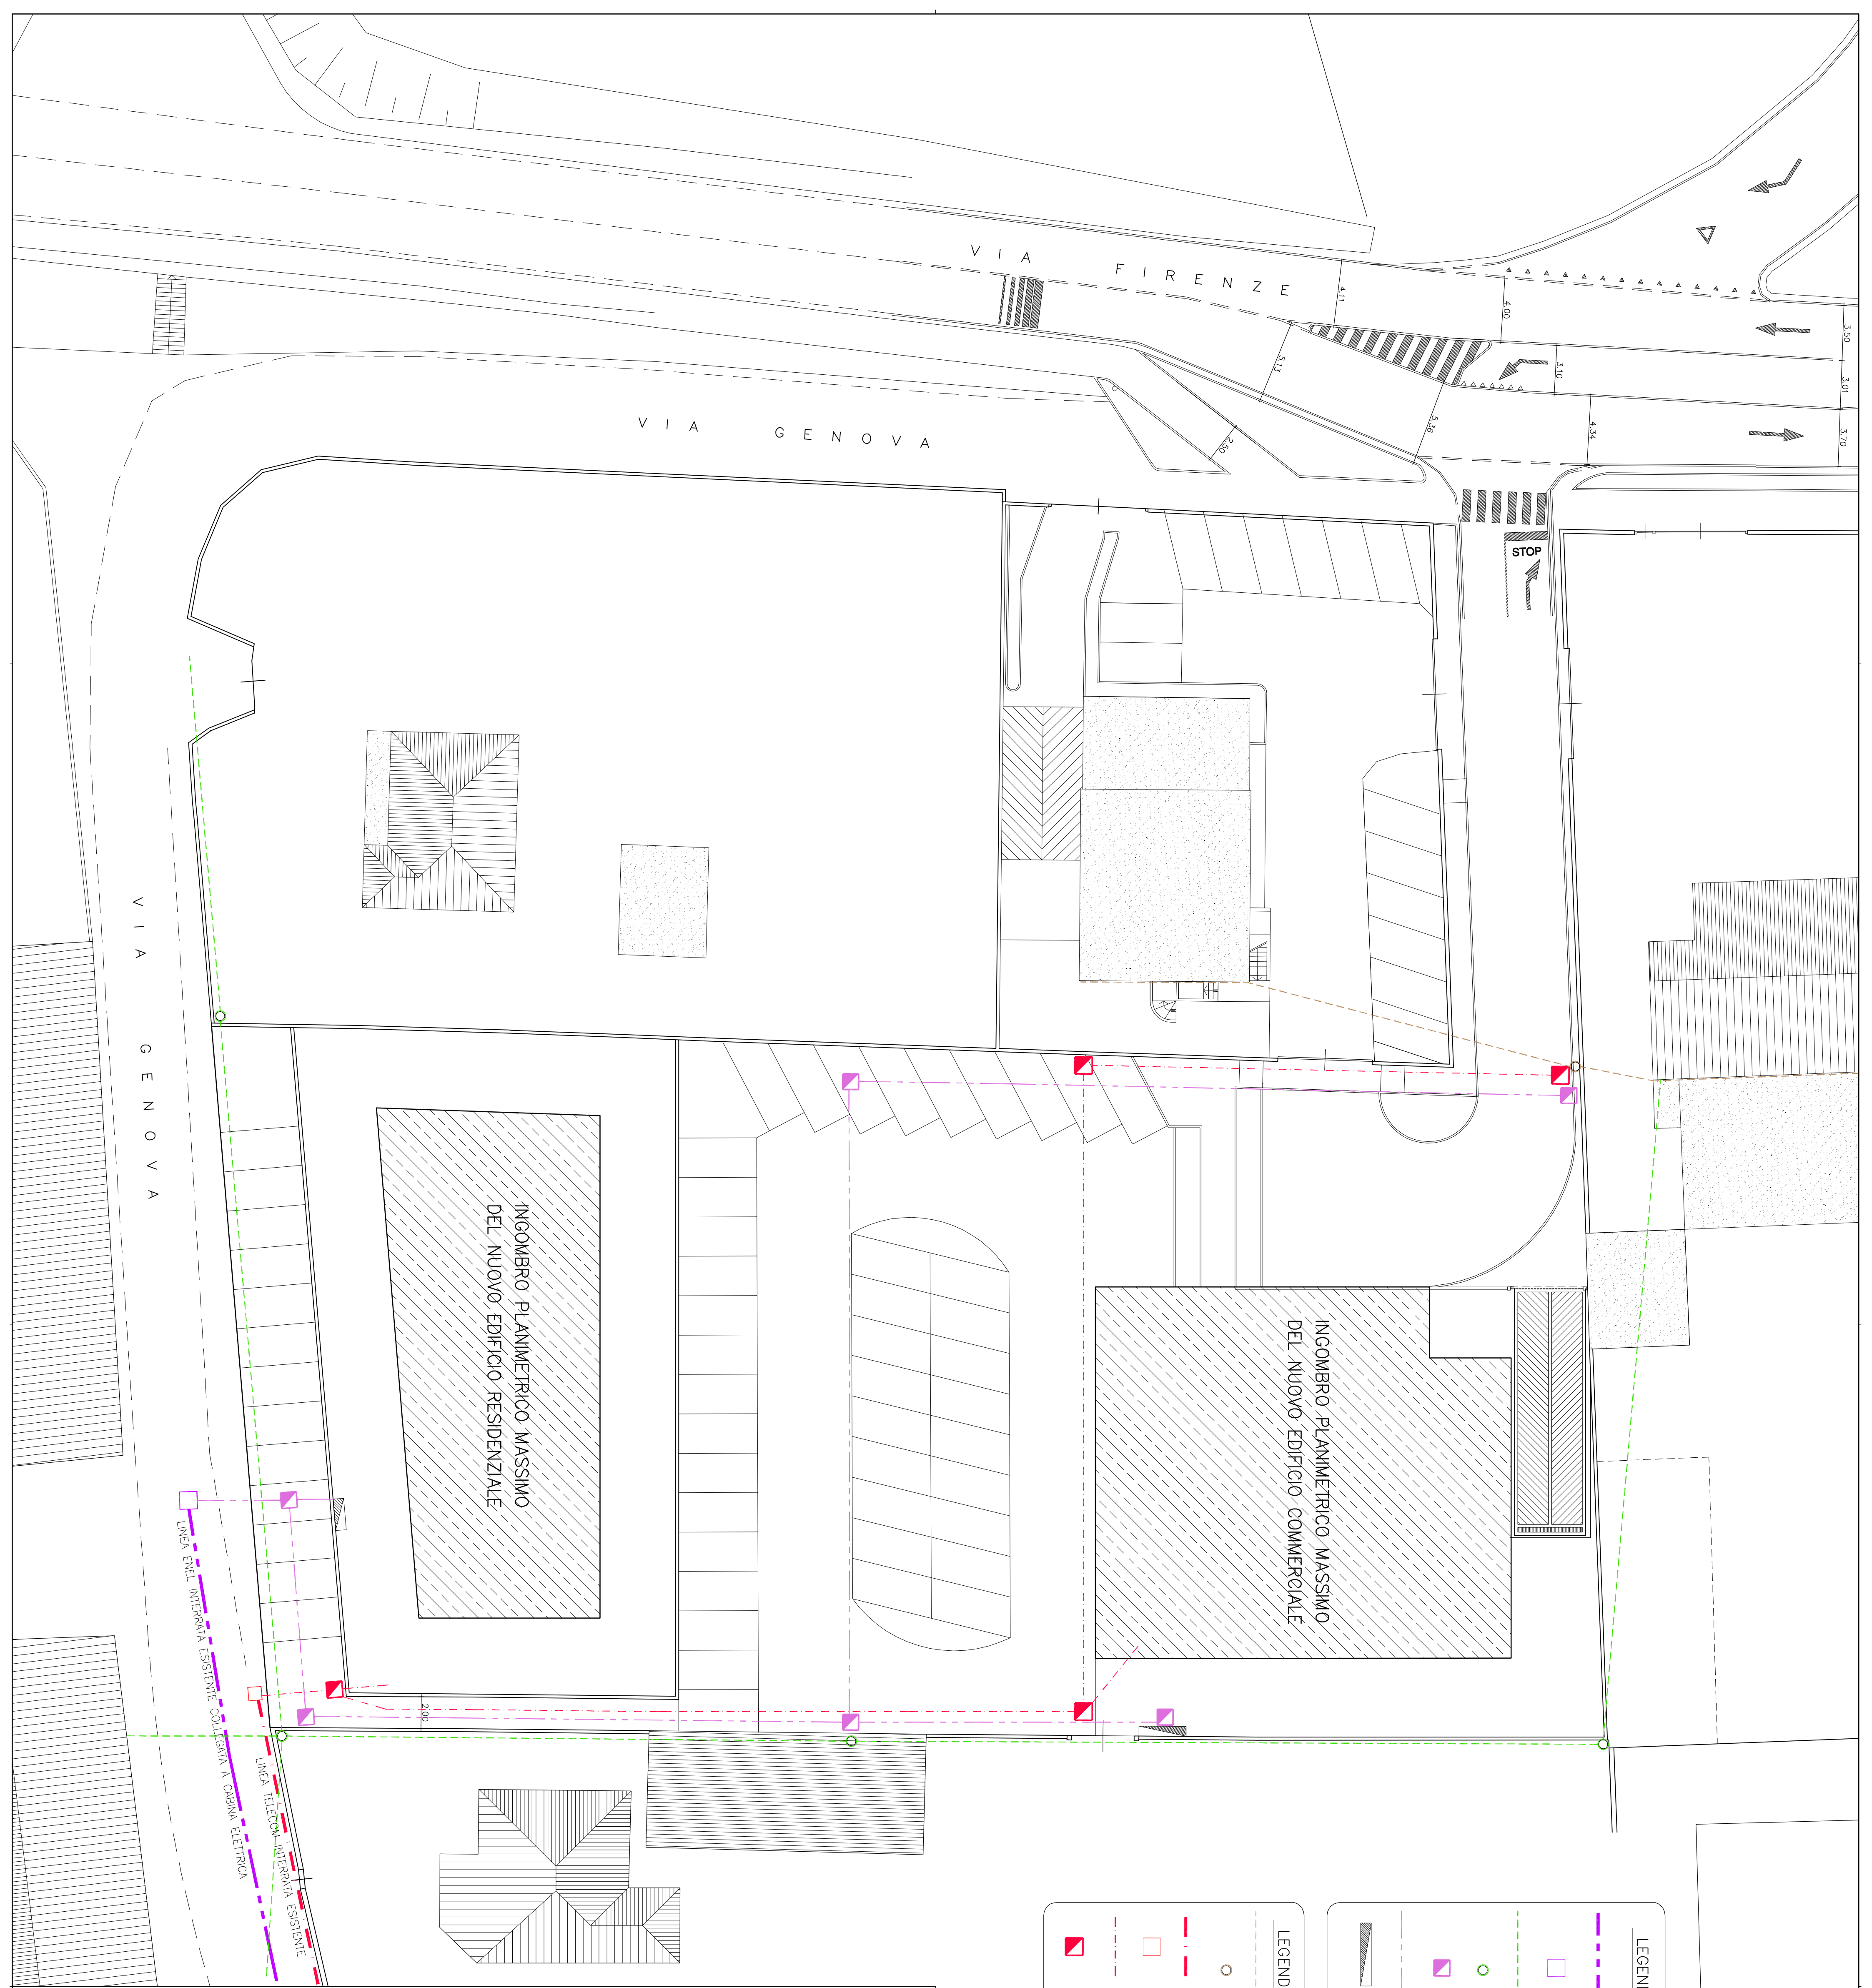 VIA FIRENZE
4.11
4.00
3.50
3.10
3.01
5.13
5.36
4.34
3.70
2.50
VIA GENOVA
STOP
VIA GENOVA
INGOMBRO PLANIMETRICO MASSIMO
DEL NUOVO EDIFICIO RESIDENZIALE
INGOMBRO PLANIMETRICO MASSIMO
DEL NUOVO EDIFICIO COMMERCIALE
LINEA ENEL INTERRATA ESISTENTE COLLEGATA A CABINA ELETTRICA
2.00
LINEA TELECOM INTERRATA ESISTENTE
LEGEND
LEGEN